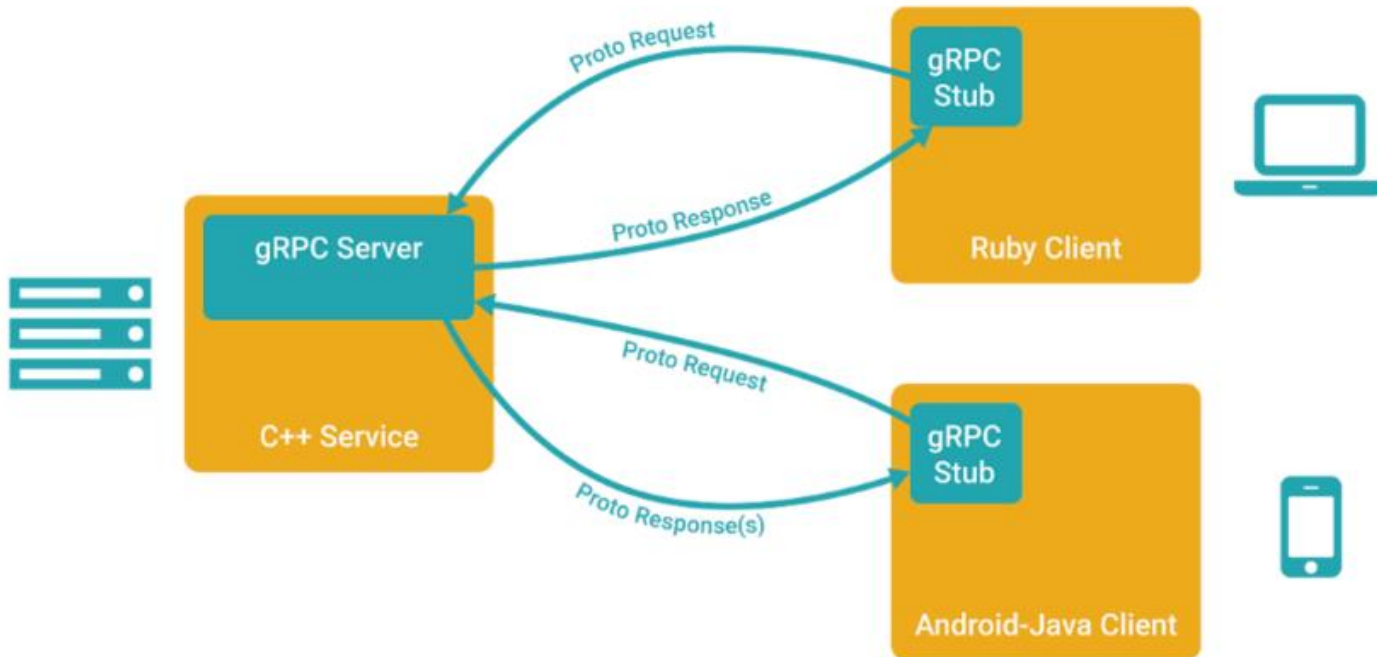 Proto Request
gRPC
Stub
Proto Response
Ruby Client
gRPC Server
C++ Service
Proto Request
gRPC
Stub
Proto Response(s)
Android-Java Client